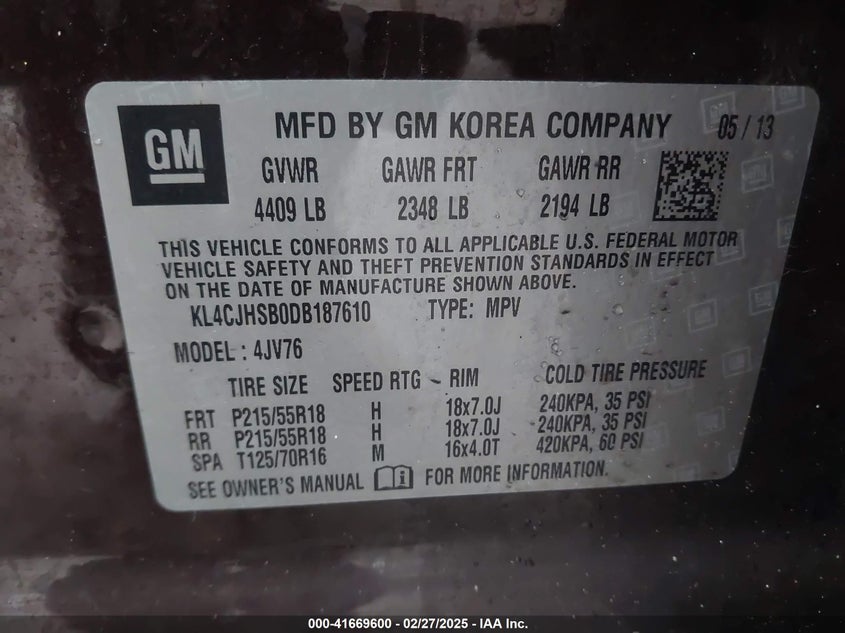 GM
MFD BY GM KOREA COMPANY 05 / 13
GVWR GAWR FRT GAWR RR
4409 LB 2348 LB 2194 LB
THIS VEHICLE CONFORMS TO ALL APPLICABLE U.S. FEDERAL MOTOR
VEHICLE SAFETY AND THEFT PREVENTION STANDARDS IN EFFECT
ON THE DATE OF MANUFACTURE SHOWN ABOVE.
KL4CJHSB0DB187610 TYPE: MPV
MODEL : 4JV76
TIRE SIZE SPEED RTG RIM COLD TIRE PRESSURE
FRT P215/55R18 H 18x7.0J 240KPA, 35 PSI
RR P215/55R18 H 18x7.0J 240KPA, 35 PSI
SPA T125/70R16 M 16x4.0T 420KPA, 60 PSI
SEE OWNER'S MANUAL FOR MORE INFORMATION.
000-41669600 / 02/27/2025 - IAA Inc.